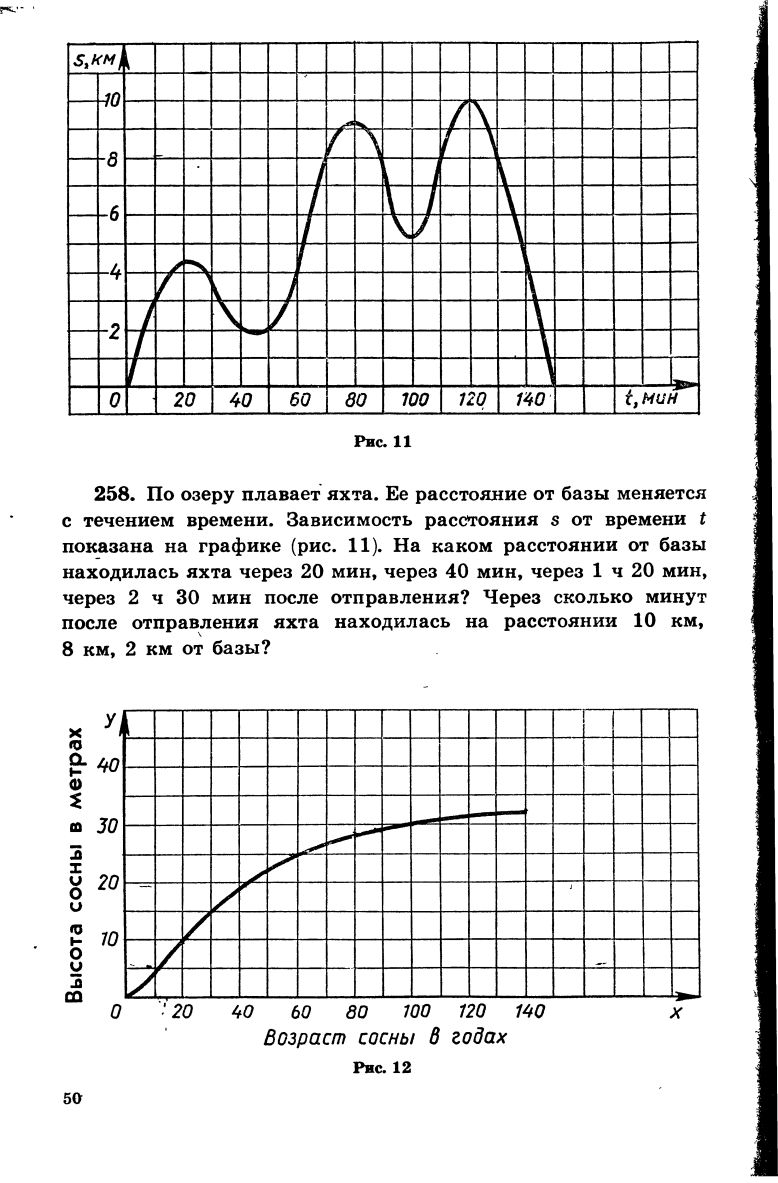 s, км
10
8
6
4
2
0 20 40 60 80 100 120 140 t, мин
Рис. 11
258. По озеру плавает яхта. Ее расстояние от базы меняется
с течением времени. Зависимость расстояния s от времени t
показана на графике (рис. 11). На каком расстоянии от базы
находилась яхта через 20 мин, через 40 мин, через 1 ч 20 мин,
через 2 ч 30 мин после отправления? Через сколько минут
после отправления яхта находилась на расстоянии 10 км,
8 км, 2 км от базы?
Высота сосны в метрах
y
40
30
20
10
0 20 40 60 80 100 120 140 x
Возраст сосны в годах
Рис. 12
50